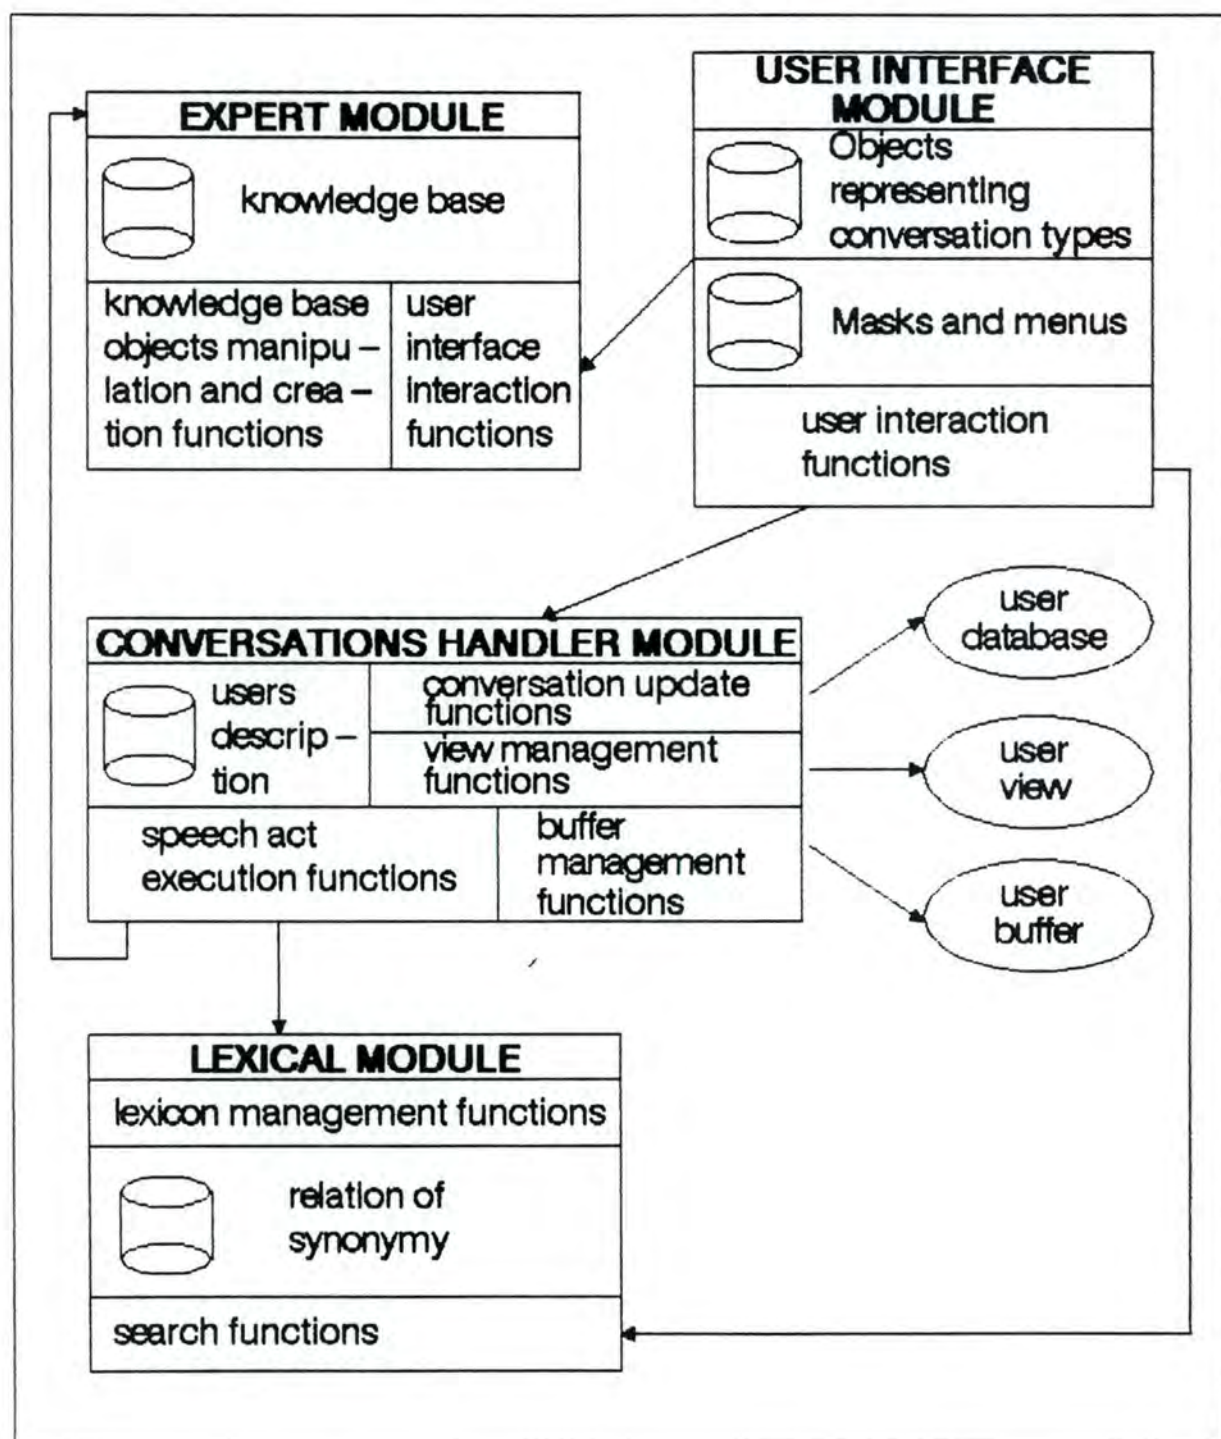 EXPERT MODULE
knowledge base
knowledge base
objects manipu –
lation and crea –
tion functions
user
interface
interaction
functions
USER INTERFACE
MODULE
Objects
representing
conversation types
Masks and menus
user interaction
functions
CONVERSATIONS HANDLER MODULE
users
descrip –
tion
conversation update
functions
view management
functions
speech act
execution functions
buffer
management
functions
user
database
user
view
user
buffer
LEXICAL MODULE
lexicon management functions
relation of
synonymy
search functions